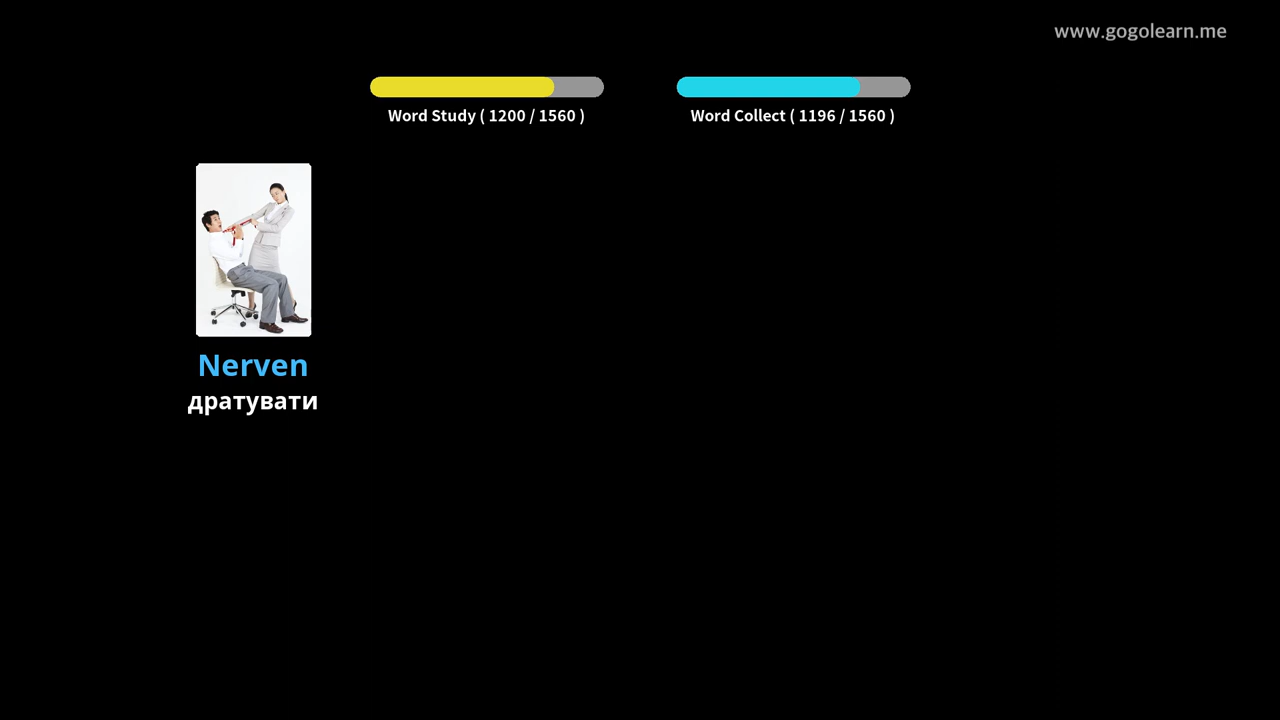 www.gogolearn.me
Word Study ( 1200 / 1560 )
Word Collect ( 1196 / 1560 )
Nerven
дратувати